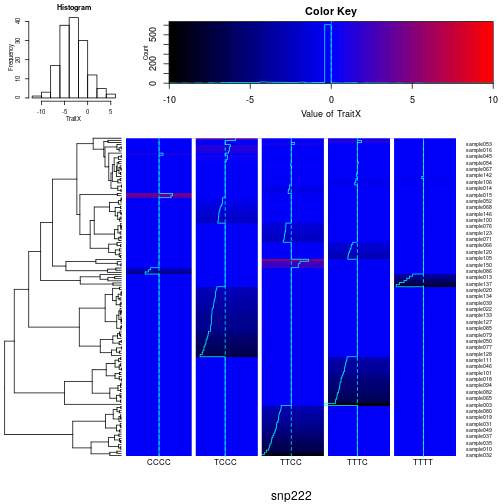 Histogram
Frequency
0 10 20 30 40
-10 -5 0 5
TraitX
Color Key
Count
0 200 500
-10 -5 0 5 10
Value of TraitX
sample053
sample016
sample045
sample054
sample067
sample142
sample106
sample014
sample015
sample052
sample068
sample146
sample100
sample076
sample123
sample071
sample066
sample120
sample105
sample150
sample086
sample013
sample137
sample020
sample134
sample039
sample022
sample133
sample127
sample085
sample079
sample050
sample077
sample128
sample111
sample046
sample101
sample018
sample094
sample082
sample065
sample003
sample080
sample019
sample031
sample049
sample037
sample035
sample010
sample032
CCCC TCCC TTCC TTTC TTTT
snp222